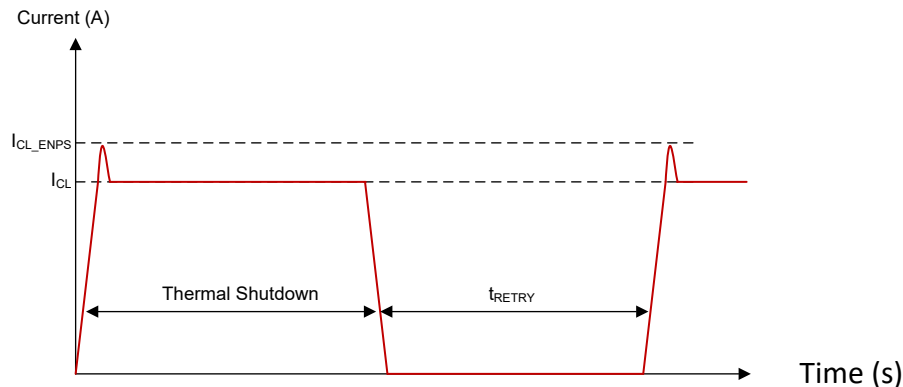 Current (A)
I_CL_ENPS
I_CL
Thermal Shutdown
t_RETRY
Time (s)